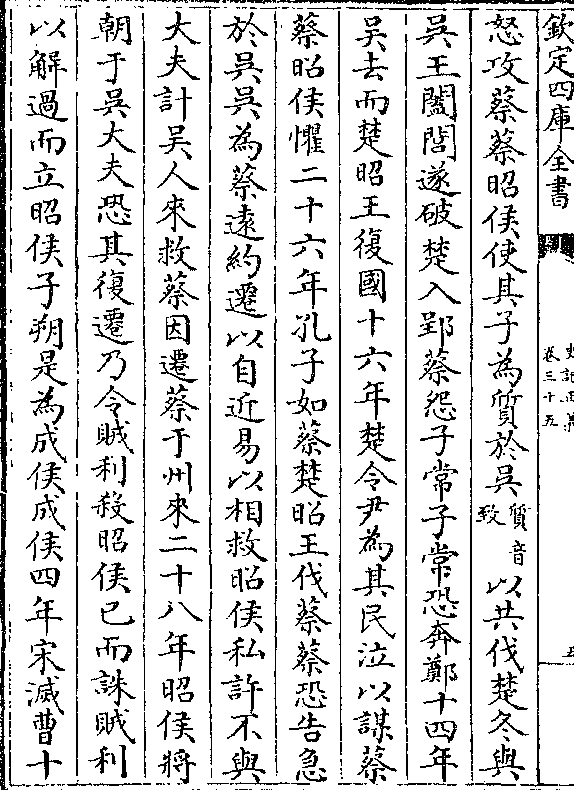 欽定四庫全書
史記正義
卷三十五
怒攻蔡蔡昭侯使其子為質於吳質音致以共伐楚冬與
吳王闔閭遂破楚入郢蔡怨子常子常恐奔鄭十四年
吳去而楚昭王復國十六年楚令尹為其民泣以謀蔡
蔡昭侯懼二十六年孔子如蔡楚昭王伐蔡蔡恐告急
於吳吳為蔡逺約遷以自近易以相救昭侯私許不與
大夫計吳人來救蔡因遷蔡于州來二十八年昭侯將
朝于吳大夫恐其復遷乃令賊利殺昭侯已而誅賊利
以解過而立昭侯子朔是為成侯成侯四年宋滅曹十